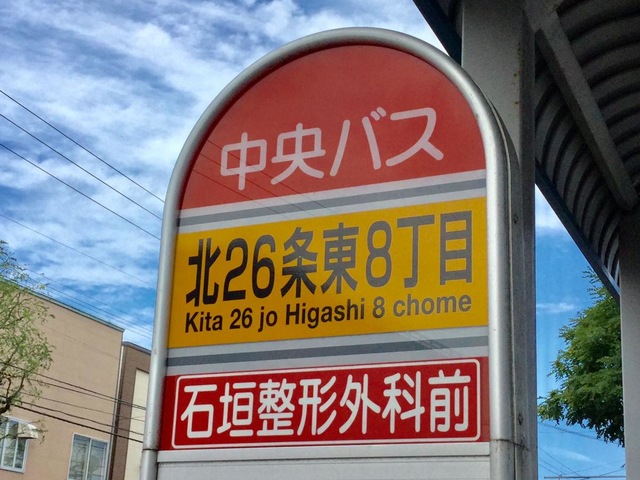 中央バス
北26条東8丁目
Kita 26 jo Higashi 8 chome
石垣整形外科前